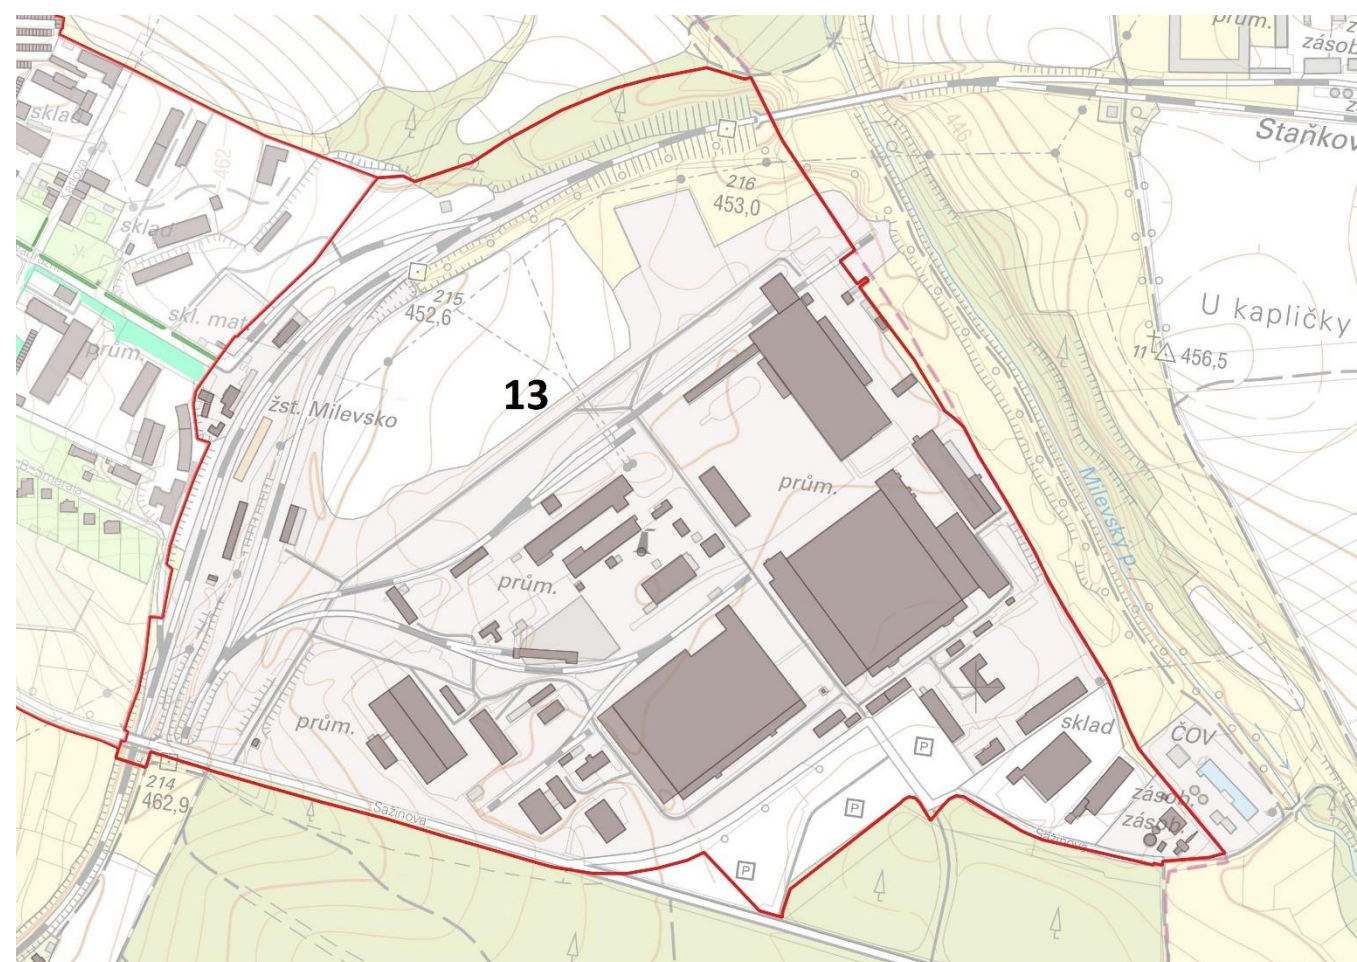 prům.
zásob
Staňkov
sklad
462
446
216
453,0
sklad
215
452,6
U kapličky
11 456,5
skl. mat.
prům.
13
žst. Milevsko
prům.
B. Smetala
Milevský p.
prům.
prům.
sklad
ČOV
214
462,9
Sažinova
P
P
P
zásob.
zásob.
Sažinova